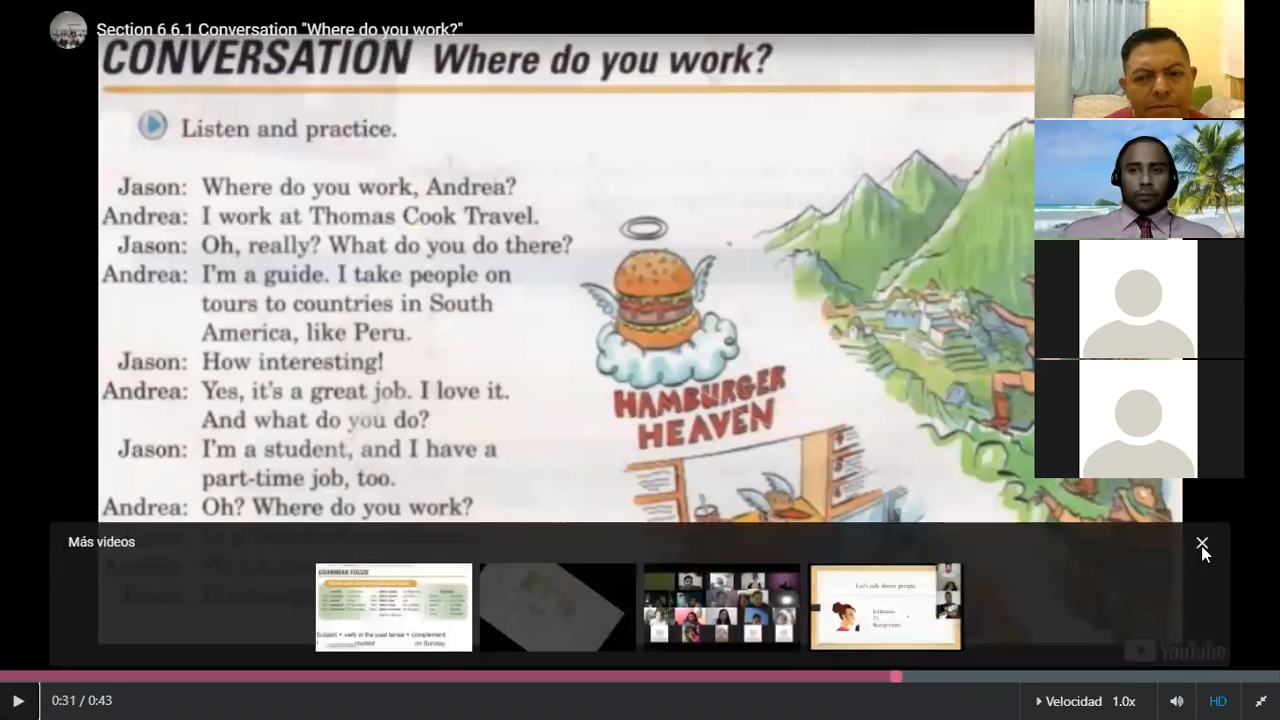 Section 6 6.1 Conversation "Where do you work?"
CONVERSATION Where do you work?
Listen and practice.
Jason: Where do you work, Andrea?
Andrea: I work at Thomas Cook Travel.
Jason: Oh, really? What do you do there?
Andrea: I'm a guide. I take people on
tours to countries in South
America, like Peru.
Jason: How interesting!
Andrea: Yes, it's a great job. I love it.
And what do you do?
Jason: I'm a student, and I have a
part-time job, too.
Andrea: Oh? Where do you work?
HAMBURGER
HEAVEN
Más videos
GRAMMAR FOCUS
Subject + verb in the past tense + complement
studied on Sunday
Let's talk about people
YouTube
0:31 / 0:43
Velocidad 1.0x
HD